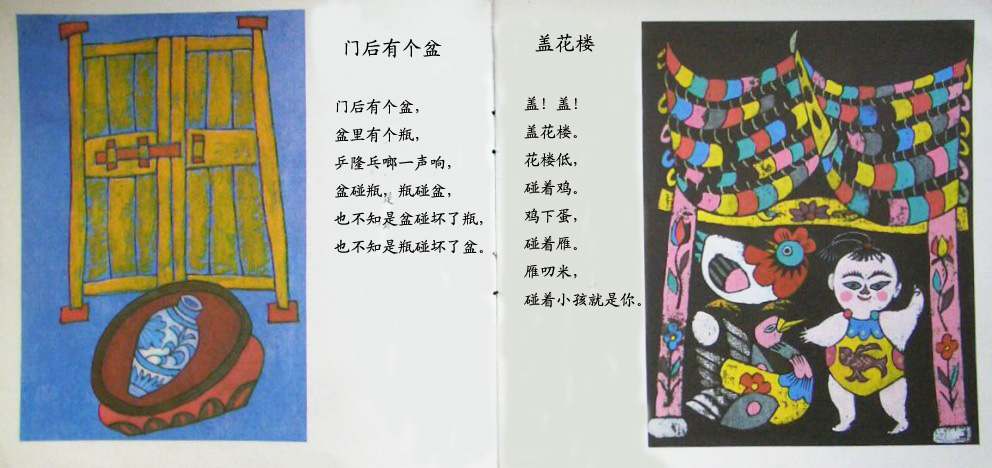 门后有个盆
门后有个盆,
盆里有个瓶,
乒隆乓啷一声响,
盆碰瓶,瓶碰盆,
也不知是盆碰坏了瓶,
也不知是瓶碰坏了盆。
盖花楼
盖!盖!
盖花楼。
花楼低,
碰着鸡。
鸡下蛋,
碰着雁。
雁叨米,
碰着小孩就是你。